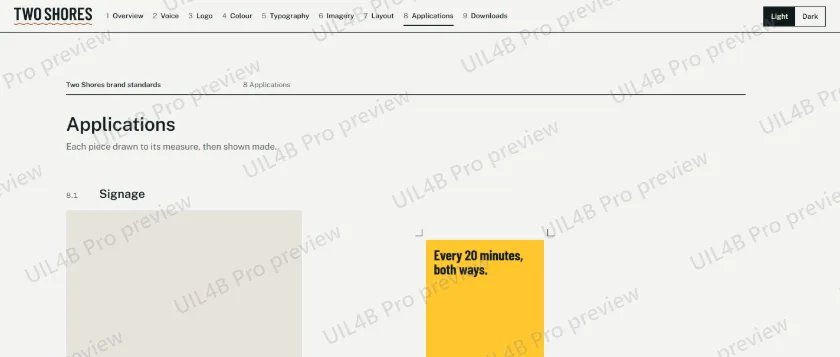 TWO SHORES
1 Overview 2 Voice 3 Logo 4 Colour 5 Typography 6 Imagery 7 Layout 8 Applications 9 Downloads
Light Dark
Two Shores brand standards 8 Applications
Applications
Each piece drawn to its measure, then shown made.
8.1 Signage
Every 20 minutes,
both ways.
UIL4B Pro preview